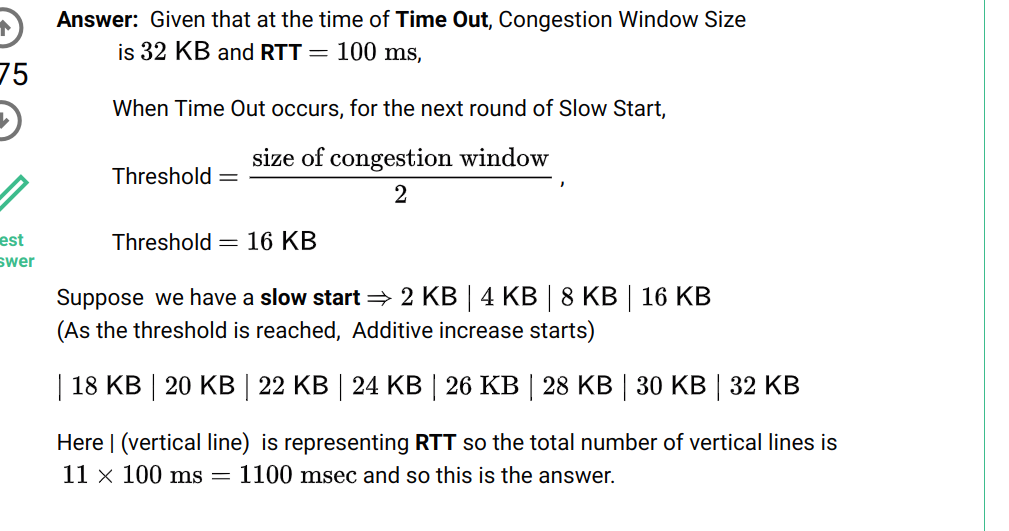 Answer: Given that at the time of Time Out, Congestion Window Size
is 32 KB and RTT = 100 ms,
75
When Time Out occurs, for the next round of Slow Start,
Threshold = size of congestion window / 2 ,
Threshold = 16 KB
est
swer
Suppose we have a slow start ⇒ 2 KB | 4 KB | 8 KB | 16 KB
(As the threshold is reached, Additive increase starts)
| 18 KB | 20 KB | 22 KB | 24 KB | 26 KB | 28 KB | 30 KB | 32 KB
Here | (vertical line) is representing RTT so the total number of vertical lines is
11 × 100 ms = 1100 msec and so this is the answer.